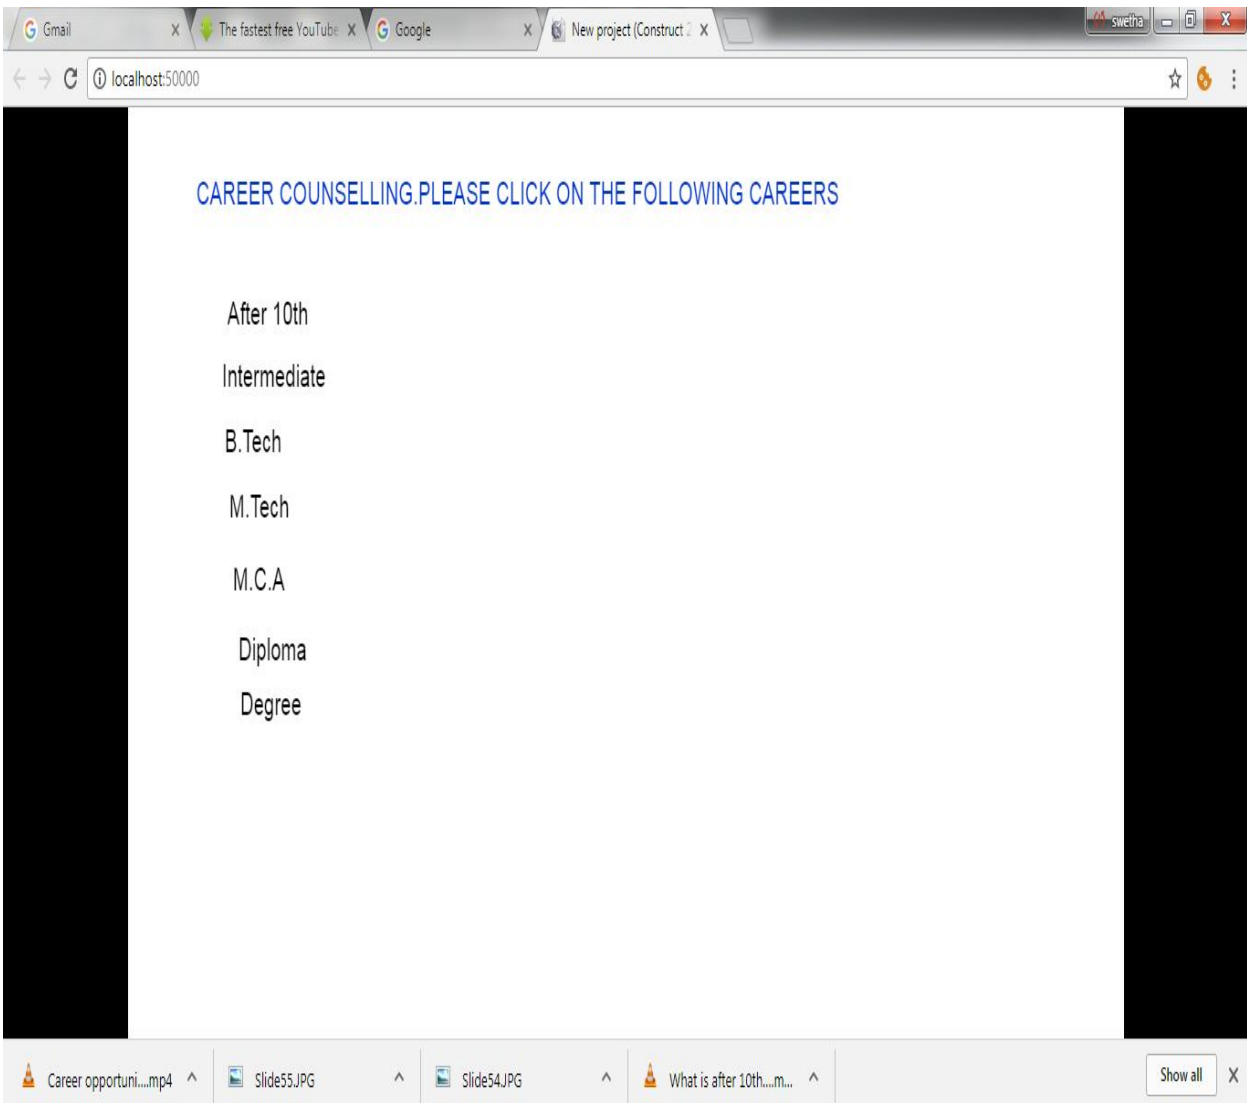 Gmail The fastest free YouTube Google New project (Construct 2 swetha
localhost:50000
CAREER COUNSELLING.PLEASE CLICK ON THE FOLLOWING CAREERS
After 10th
Intermediate
B.Tech
M.Tech
M.C.A
Diploma
Degree
Career opportuni....mp4 Slide55.JPG Slide54.JPG What is after 10th....m... Show all